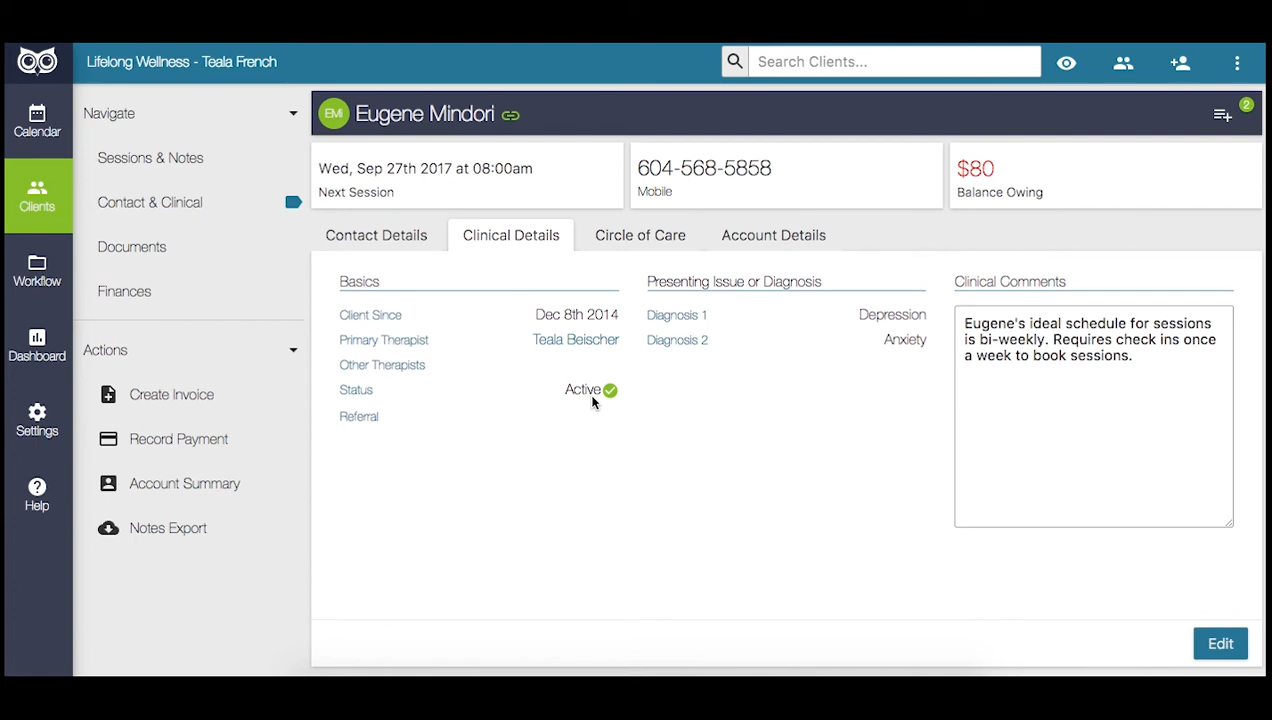 Lifelong Wellness - Teala French
Search Clients...
Calendar
Clients
Workflow
Dashboard
Settings
Help
Navigate
Sessions & Notes
Contact & Clinical
Documents
Finances
Actions
Create Invoice
Record Payment
Account Summary
Notes Export
EMI Eugene Mindori
2
Wed, Sep 27th 2017 at 08:00am
Next Session
604-568-5858
Mobile
$80
Balance Owing
Contact Details Clinical Details Circle of Care Account Details
Basics
Client Since Dec 8th 2014
Primary Therapist Teala Beischer
Other Therapists
Status Active
Referral
Presenting Issue or Diagnosis
Diagnosis 1 Depression
Diagnosis 2 Anxiety
Clinical Comments
Eugene's ideal schedule for sessions
is bi-weekly. Requires check ins once
a week to book sessions.
Edit